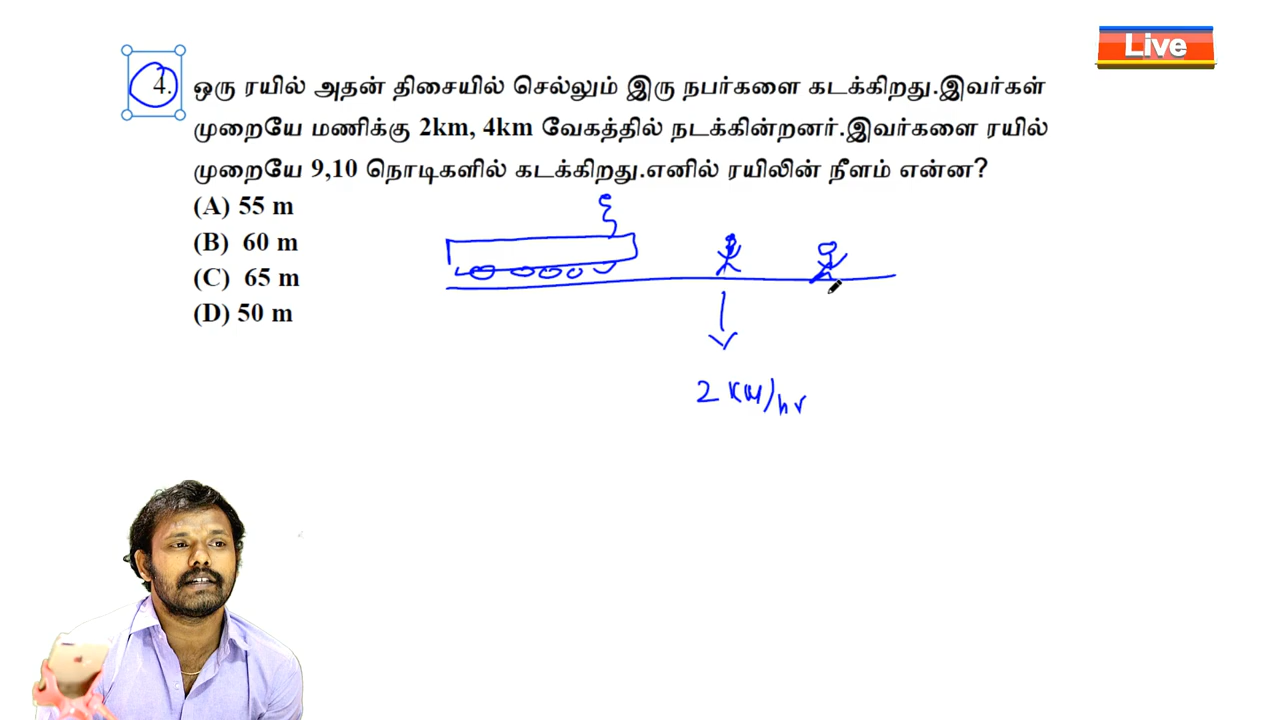 Live
4. ஒரு ரயில் அதன் திசையில் செல்லும் இரு நபர்களை கடக்கிறது.இவர்கள்
முறையே மணிக்கு 2km, 4km வேகத்தில் நடக்கின்றனர்.இவர்களை ரயில்
முறையே 9,10 நொடிகளில் கடக்கிறது.எனில் ரயிலின் நீளம் என்ன?
(A) 55 m
(B) 60 m
(C) 65 m
(D) 50 m
2 KM/hr